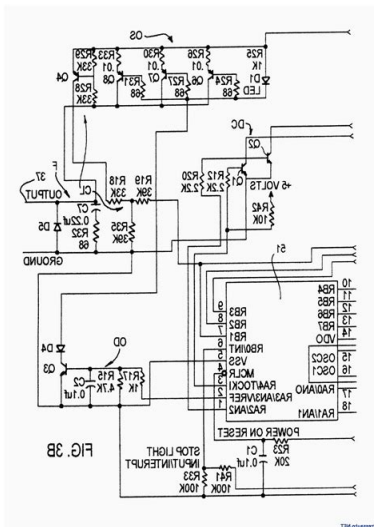 OS
R29
33K
R33
.01
R30
.01
R26
.01
R25
1K
Q4
Q8
Q7
Q6
D1
LED
R28
33K
R31
68
R27
68
R24
68
DC
Q2
37
F
OUTPUT
CL
R18
33K
R19
39K
R20
2.2K
R12
2.2K
Q1
+5 VOLTS
R42
10K
C7
0.22uf
D5
R32
68
R35
39K
GROUND
51
9
8
7
6
5
4
3
2
1
RB3
RB2
RB1
RB0/INT
VSS
MCLR
RA4/TOCKI
RA3/AN3/VREF
RA2/AN2
RB4
RB5
RB6
RB7
VDD
OSC2
OSC1
RA0/AN0
RA1/AN1
10
11
12
13
14
15
16
17
18
D4
OD
Q3
C2
0.1uf
R15
4.7K
R17
1K
POWER ON RESET
FIG. 3B
STOP LIGHT
INPUT/INTERUPT
C1
0.1uf
R23
20K
R33
100K
R41
100K